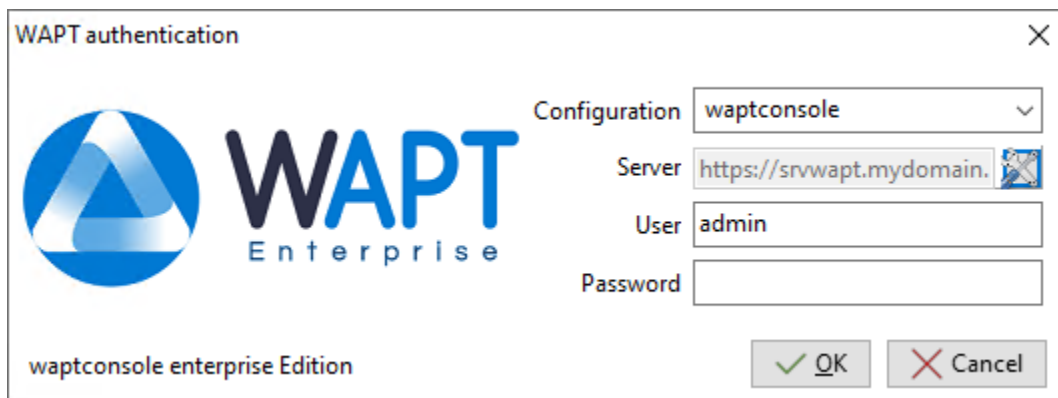 WAPT authentication
WAPT
Enterprise
Configuration waptconsole
Server https://srvwapt.mydomain.
User admin
Password
waptconsole enterprise Edition
OK Cancel